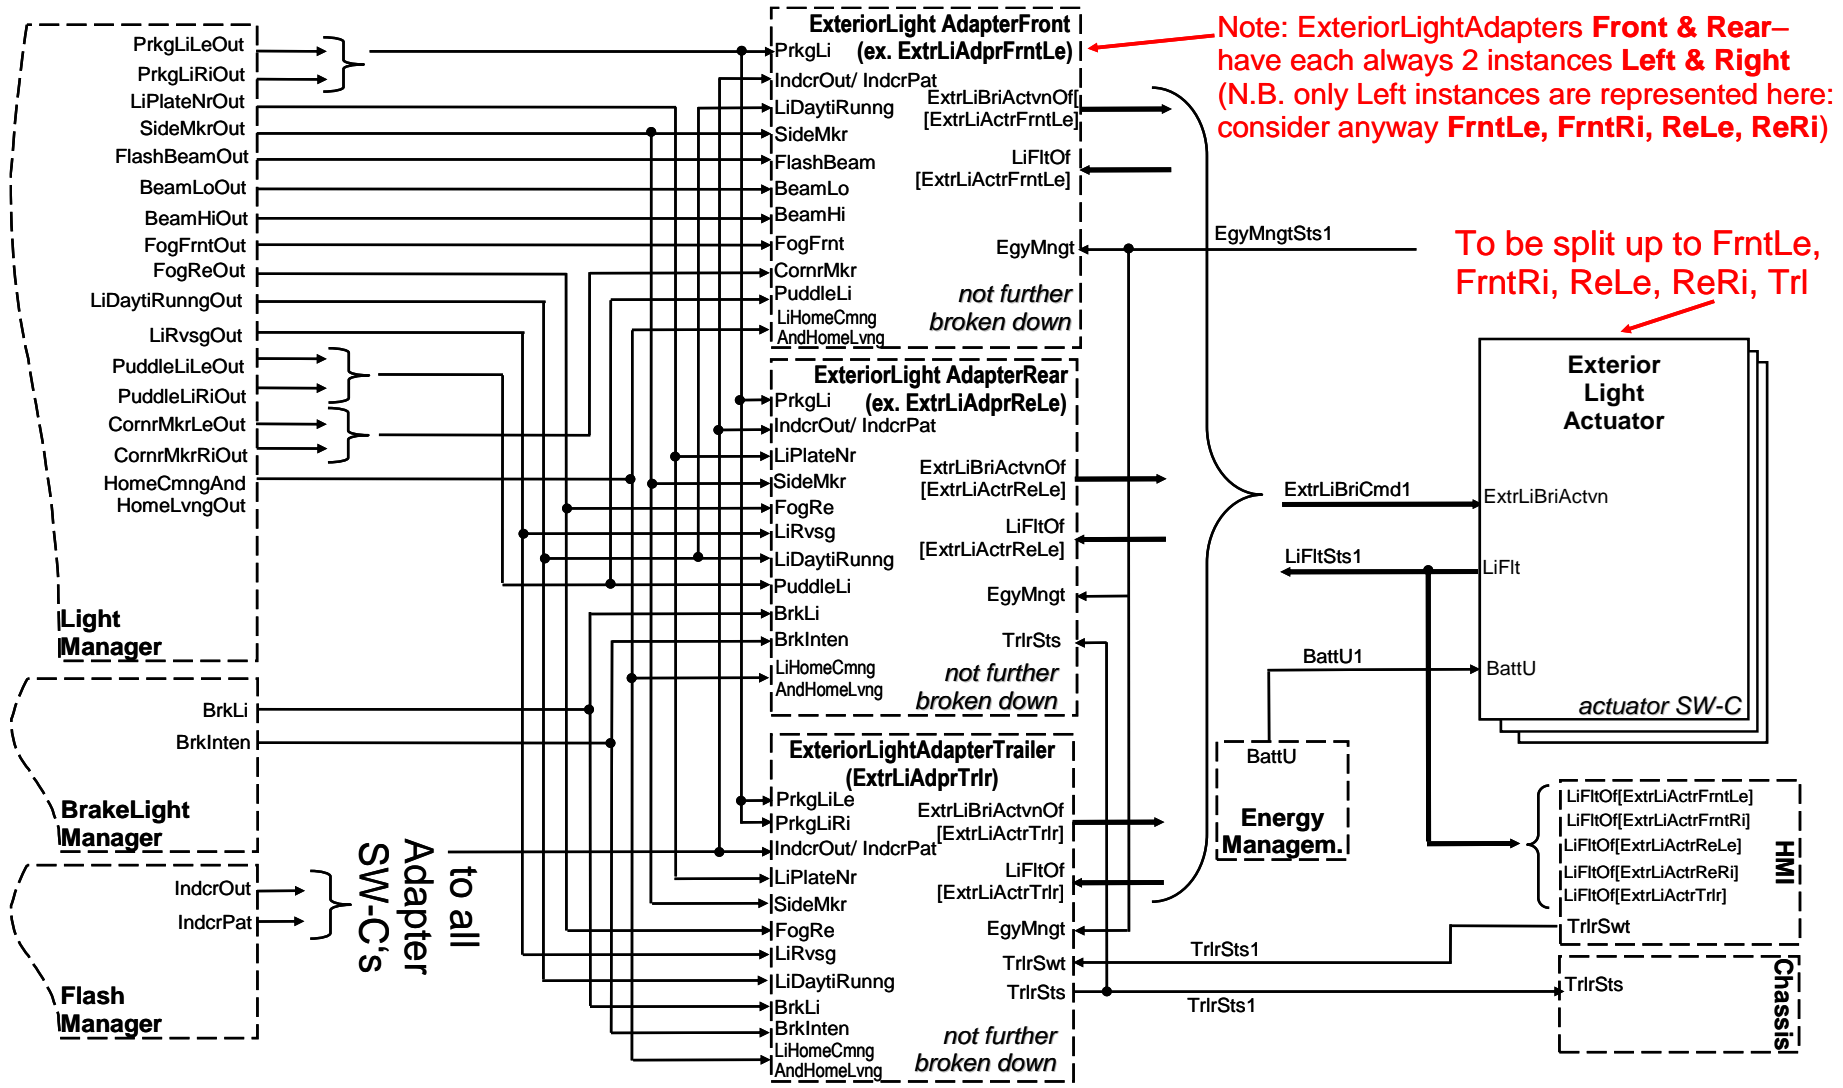 PrkgLiLeOut
PrkgLiRiOut
LiPlateNrOut
SideMkrOut
FlashBeamOut
BeamLoOut
BeamHiOut
FogFrntOut
FogReOut
LiDaytiRunngOut
LiRvsgOut
PuddleLiLeOut
PuddleLiRiOut
CornrMkrLeOut
CornrMkrRiOut
HomeCmngAnd
HomeLvngOut
Light
Manager
BrkLi
BrkInten
BrakeLight
Manager
IndcrOut
IndcrPat
Flash
Manager
to all
Adapter
SW-C's
ExteriorLight AdapterFront
(ex. ExtrLiAdprFrntLe)
PrkgLi
IndcrOut/ IndcrPat
LiDaytiRunng
SideMkr
FlashBeam
BeamLo
BeamHi
FogFrnt
CornrMkr
PuddleLi
LiHomeCmng
AndHomeLvng
ExtrLiBriActvnOf[
[ExtrLiActrFrntLe]
LiFltOf
[ExtrLiActrFrntLe]
EgyMngt
not further
broken down
ExteriorLight AdapterRear
(ex. ExtrLiAdprReLe)
PrkgLi
IndcrOut/ IndcrPat
LiPlateNr
SideMkr
FogRe
LiRvsg
LiDaytiRunng
PuddleLi
BrkLi
BrkInten
LiHomeCmng
AndHomeLvng
ExtrLiBriActvnOf
[ExtrLiActrReLe]
LiFltOf
[ExtrLiActrReLe]
EgyMngt
TrlrSts
not further
broken down
ExteriorLightAdapterTrailer
(ExtrLiAdprTrlr)
PrkgLiLe
PrkgLiRi
IndcrOut/ IndcrPat
LiPlateNr
SideMkr
FogRe
LiRvsg
LiDaytiRunng
BrkLi
BrkInten
LiHomeCmng
AndHomeLvng
ExtrLiBriActvnOf
[ExtrLiActrTrlr]
LiFltOf
[ExtrLiActrTrlr]
EgyMngt
TrlrSwt
TrlrSts
not further
broken down
Note: ExteriorLightAdapters Front & Rear–
have each always 2 instances Left & Right
(N.B. only Left instances are represented here:
consider anyway FrntLe, FrntRi, ReLe, ReRi)
EgyMngtSts1
To be split up to FrntLe,
FrntRi, ReLe, ReRi, Trl
Exterior
Light
Actuator
ExtrLiBriCmd1
ExtrLiBriActvn
LiFltSts1
LiFlt
BattU1
BattU
actuator SW-C
BattU
Energy
Managem.
LiFltOf[ExtrLiActrFrntLe]
LiFltOf[ExtrLiActrFrntRi]
LiFltOf[ExtrLiActrReLe]
LiFltOf[ExtrLiActrReRi]
LiFltOf[ExtrLiActrTrlr]
HMI
TrlrSwt
TrlrSts1
TrlrSts
TrlrSts1
Chassis